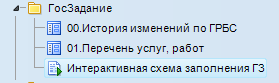 ГосЗадание
00.История изменений по ГРБС
01.Перечень услуг, работ
Интерактивная схема заполнения ГЗ